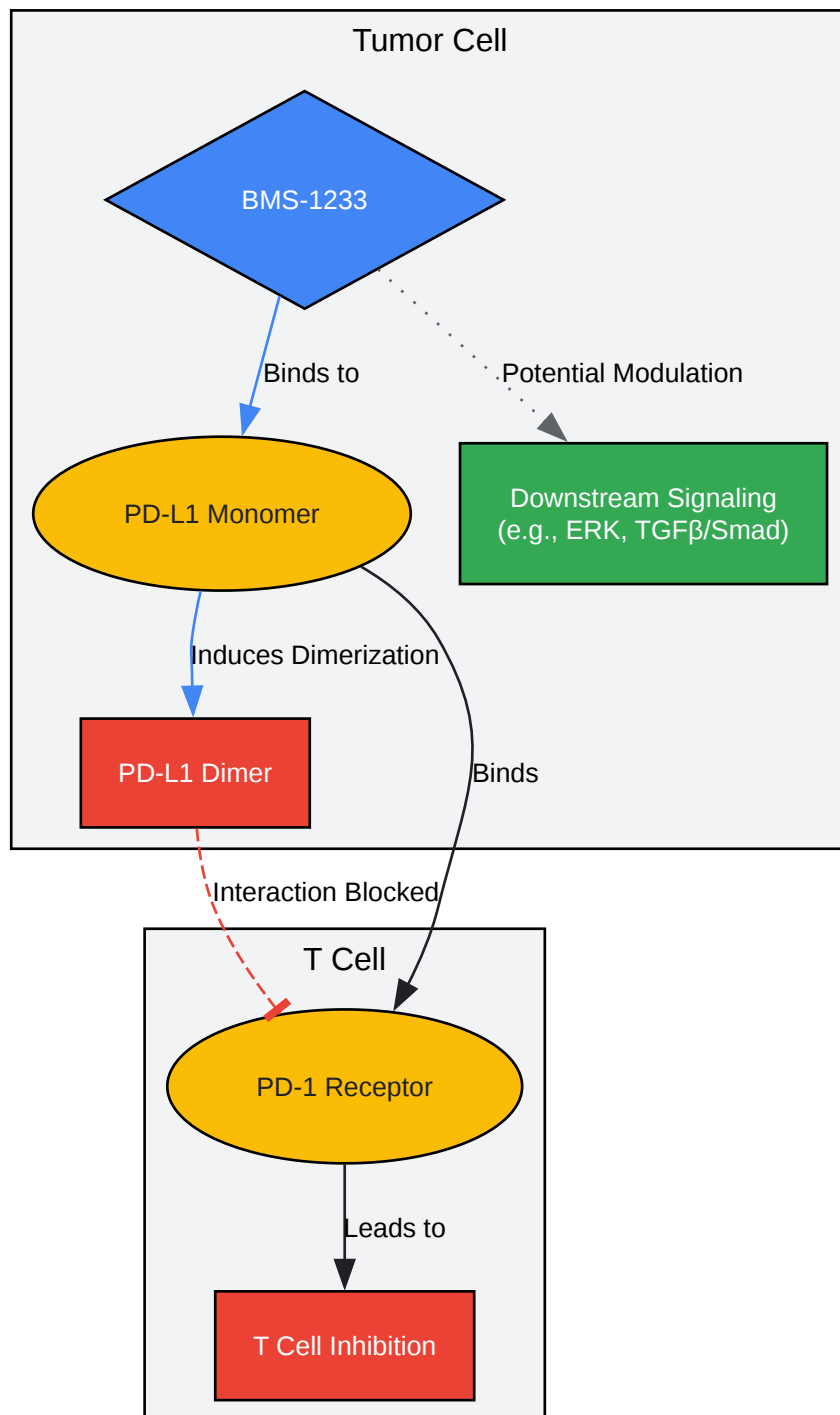 Tumor Cell
BMS-1233
Binds to
Potential Modulation
PD-L1 Monomer
Downstream Signaling
(e.g., ERK, TGFβ/Smad)
Induces Dimerization
PD-L1 Dimer
Binds
Interaction Blocked
T Cell
PD-1 Receptor
Leads to
T Cell Inhibition